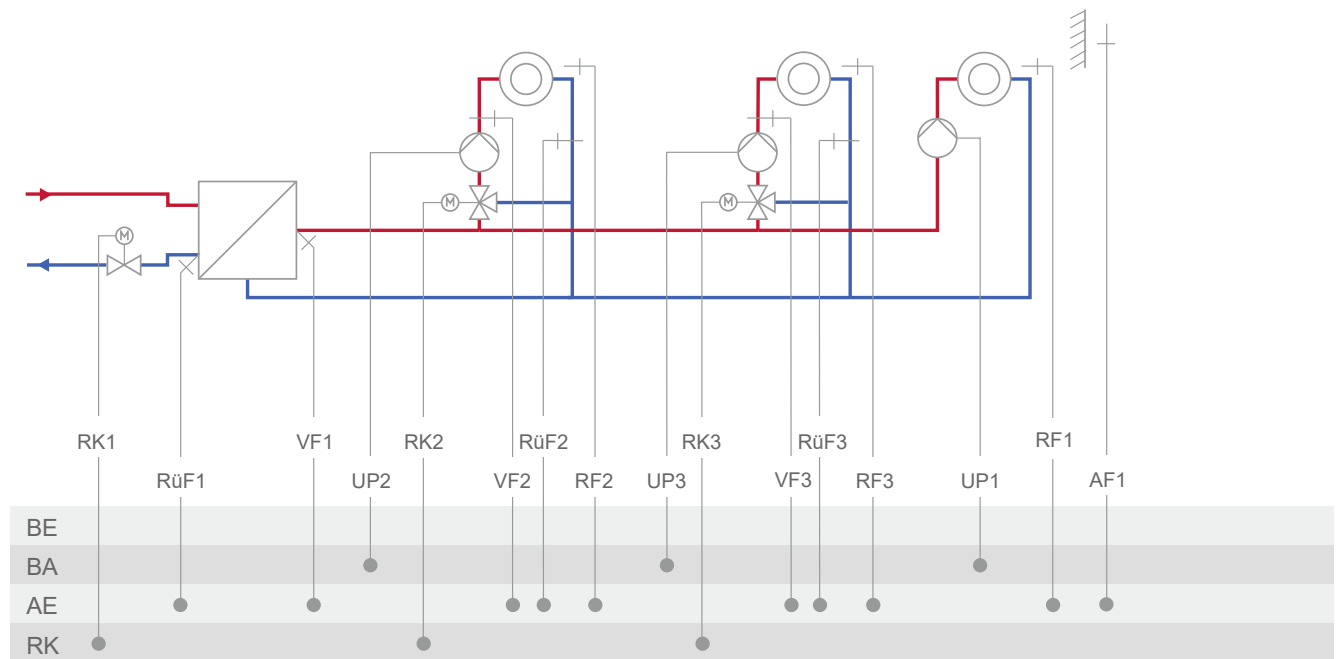 M
M
M
RK1
VF1
RK2
RüF2
RK3
RüF3
RF1
RüF1
UP2
VF2
RF2
UP3
VF3
RF3
UP1
AF1
BE
BA
AE
RK